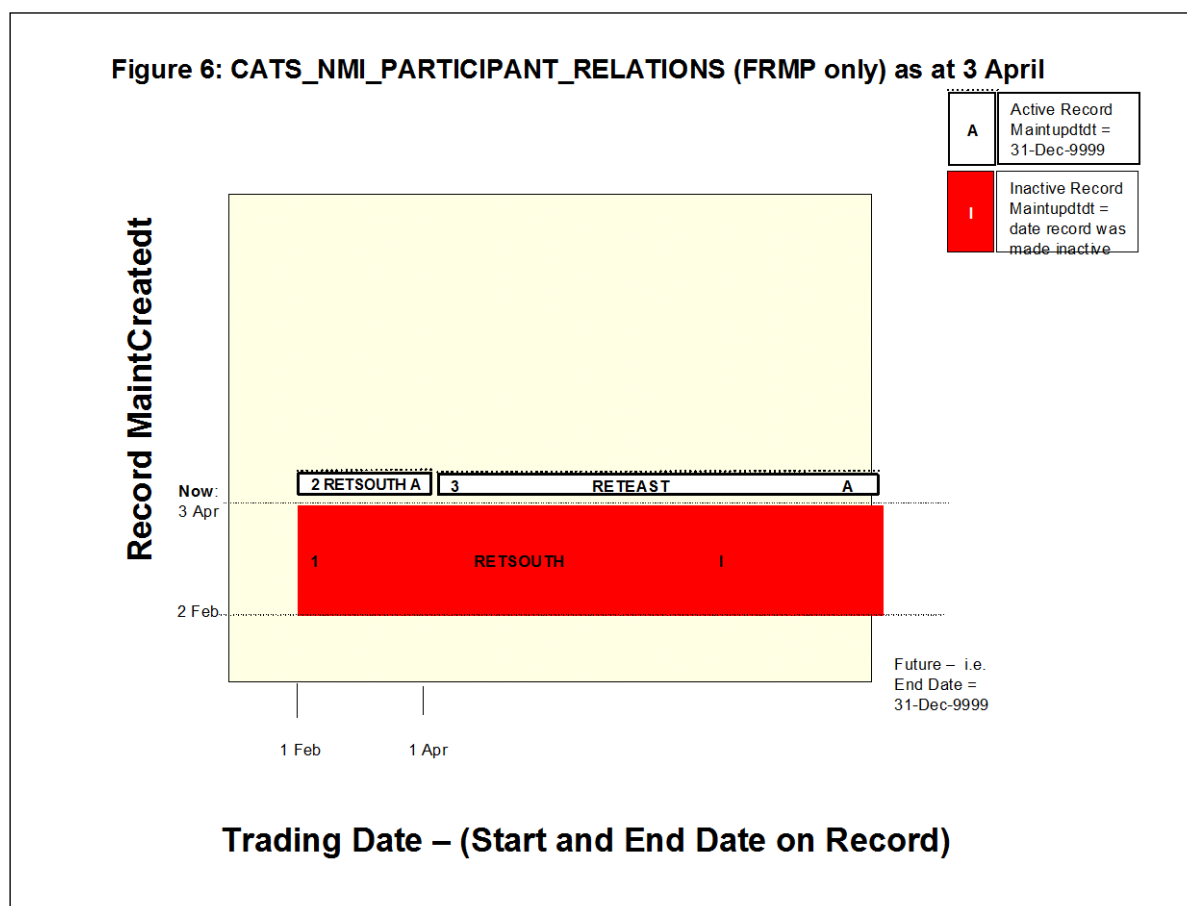 Figure 6: CATS_NMI_PARTICIPANT_RELATIONS (FRMP only) as at 3 April
A
Active Record
Maintupdtdt =
31-Dec-9999
I
Inactive Record
Maintupdtdt =
date record was
made inactive
Record MaintCreatedt
2 RETSOUTH A
3 RETEAST A
Now:
3 Apr
1 RETSOUTH I
2 Feb
Future – i.e.
End Date =
31-Dec-9999
1 Feb
1 Apr
Trading Date – (Start and End Date on Record)